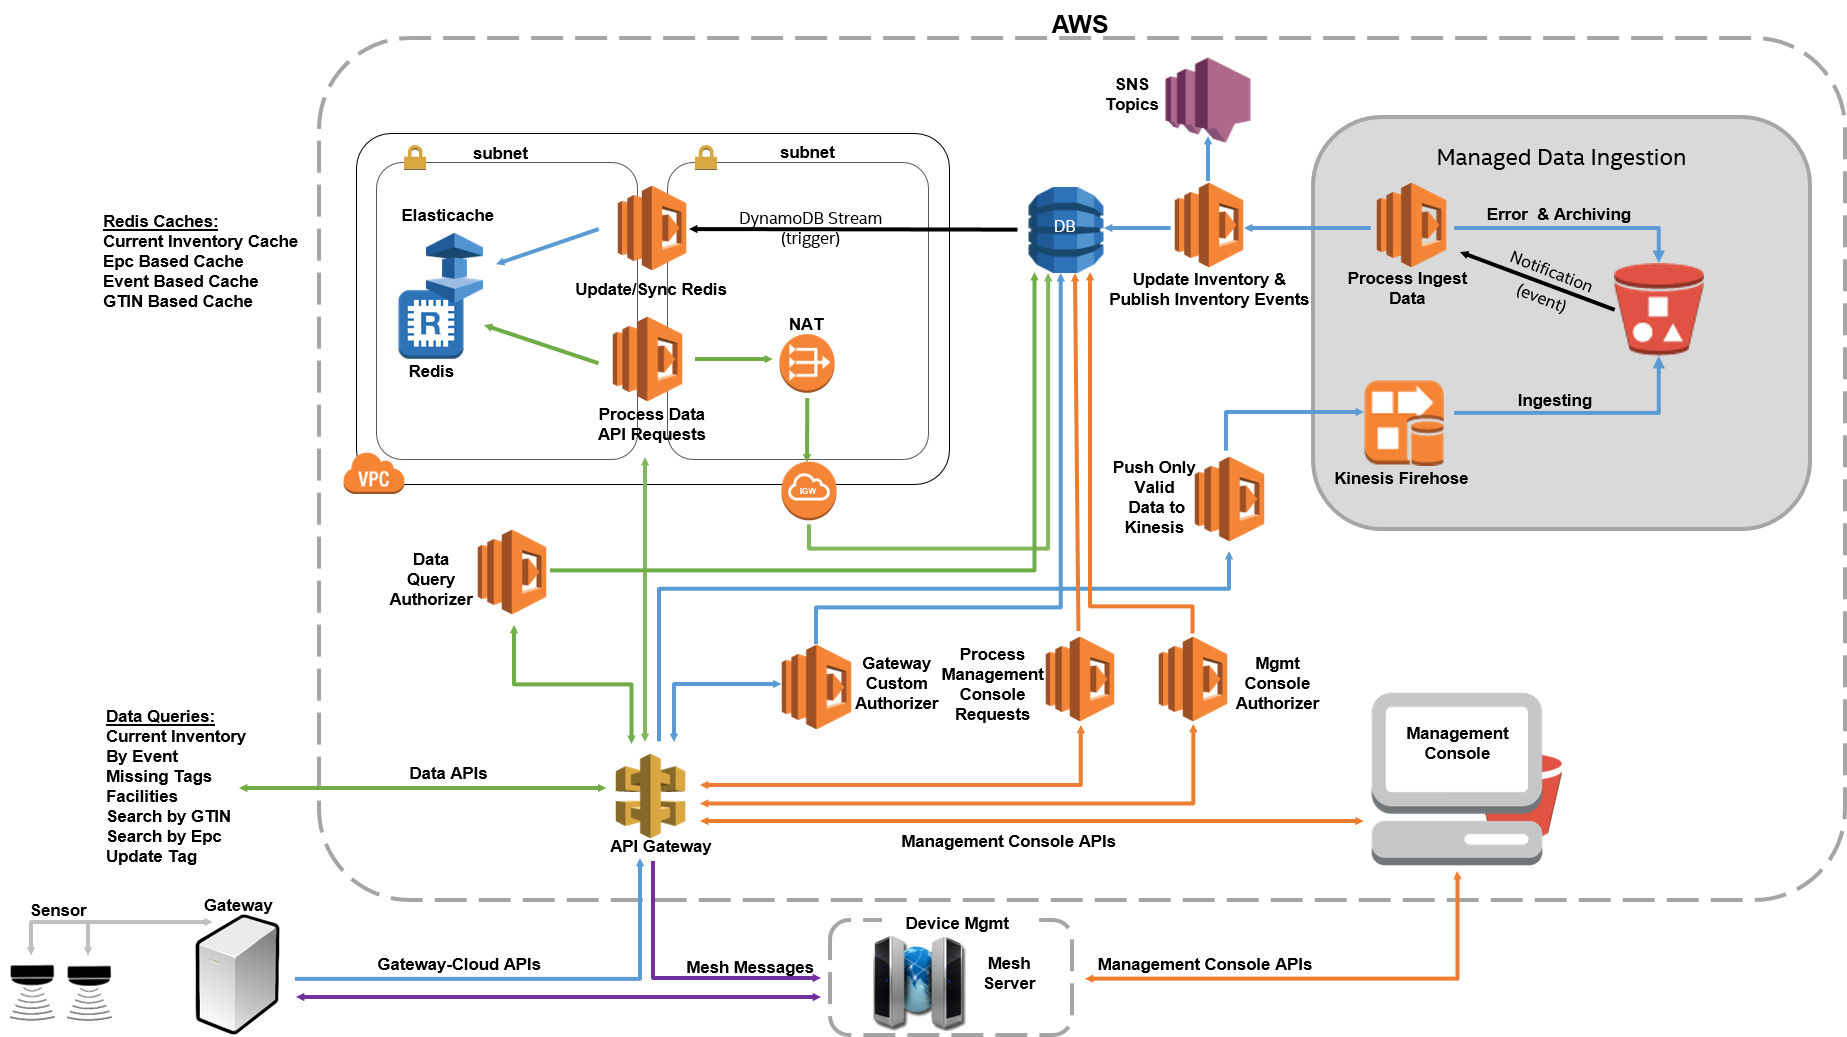 AWS
SNS
Topics
Managed Data Ingestion
subnet
subnet
Redis Caches:
Current Inventory Cache
Epc Based Cache
Event Based Cache
GTIN Based Cache
Elasticache
R
Redis
Update/Sync Redis
DynamoDB Stream
(trigger)
DB
Update Inventory &
Publish Inventory Events
Process Ingest
Data
Error & Archiving
Notification
(event)
NAT
Process Data
API Requests
VPC
IGW
Ingesting
Kinesis Firehose
Push Only
Valid
Data to
Kinesis
Data
Query
Authorizer
Gateway
Custom
Authorizer
Process
Management
Console
Requests
Mgmt
Console
Authorizer
Management
Console
Data Queries:
Current Inventory
By Event
Missing Tags
Facilities
Search by GTIN
Search by Epc
Update Tag
Data APIs
API Gateway
Management Console APIs
Sensor
Gateway
Gateway-Cloud APIs
Mesh Messages
Device Mgmt
Mesh
Server
Management Console APIs